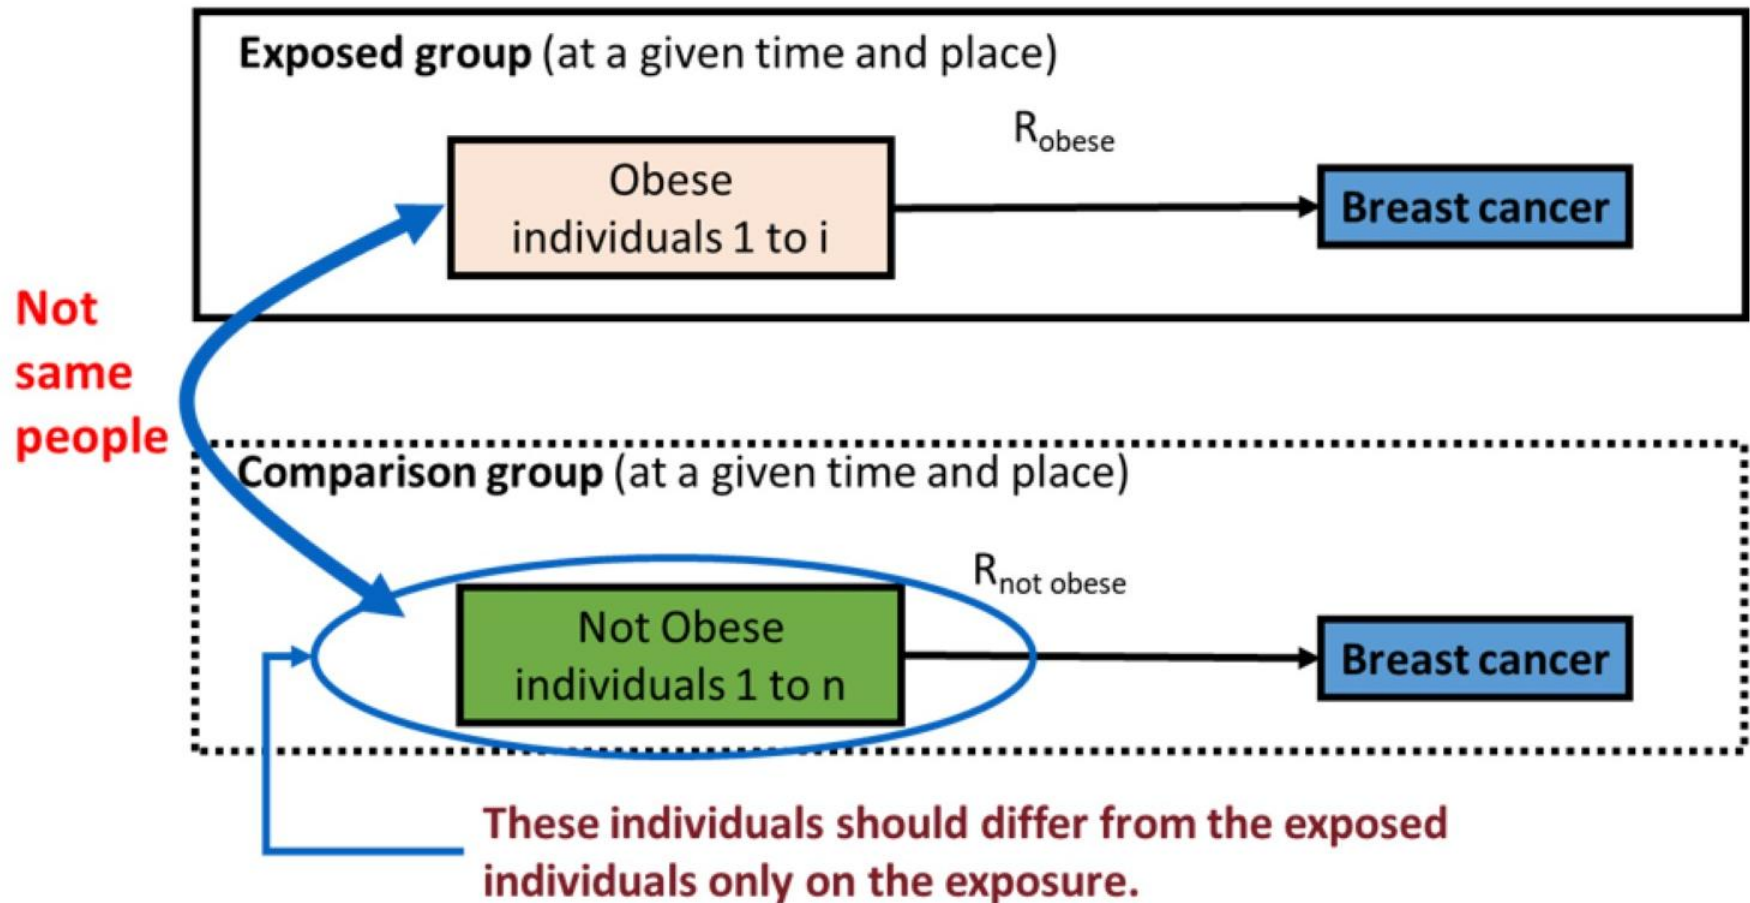 Exposed group (at a given time and place)
R_obese
Obese
individuals 1 to i
Breast cancer
Not
same
people
Comparison group (at a given time and place)
R_not obese
Not Obese
individuals 1 to n
Breast cancer
These individuals should differ from the exposed
individuals only on the exposure.